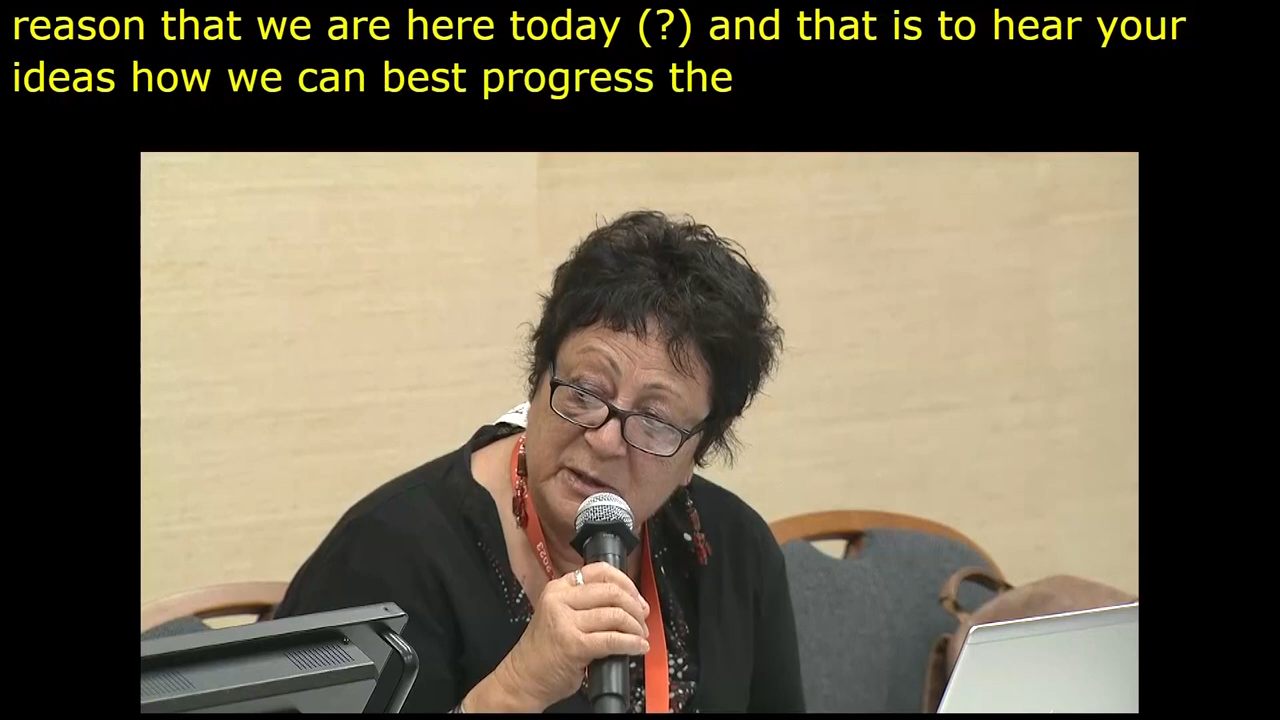 reason that we are here today (?) and that is to hear your
ideas how we can best progress the
2023